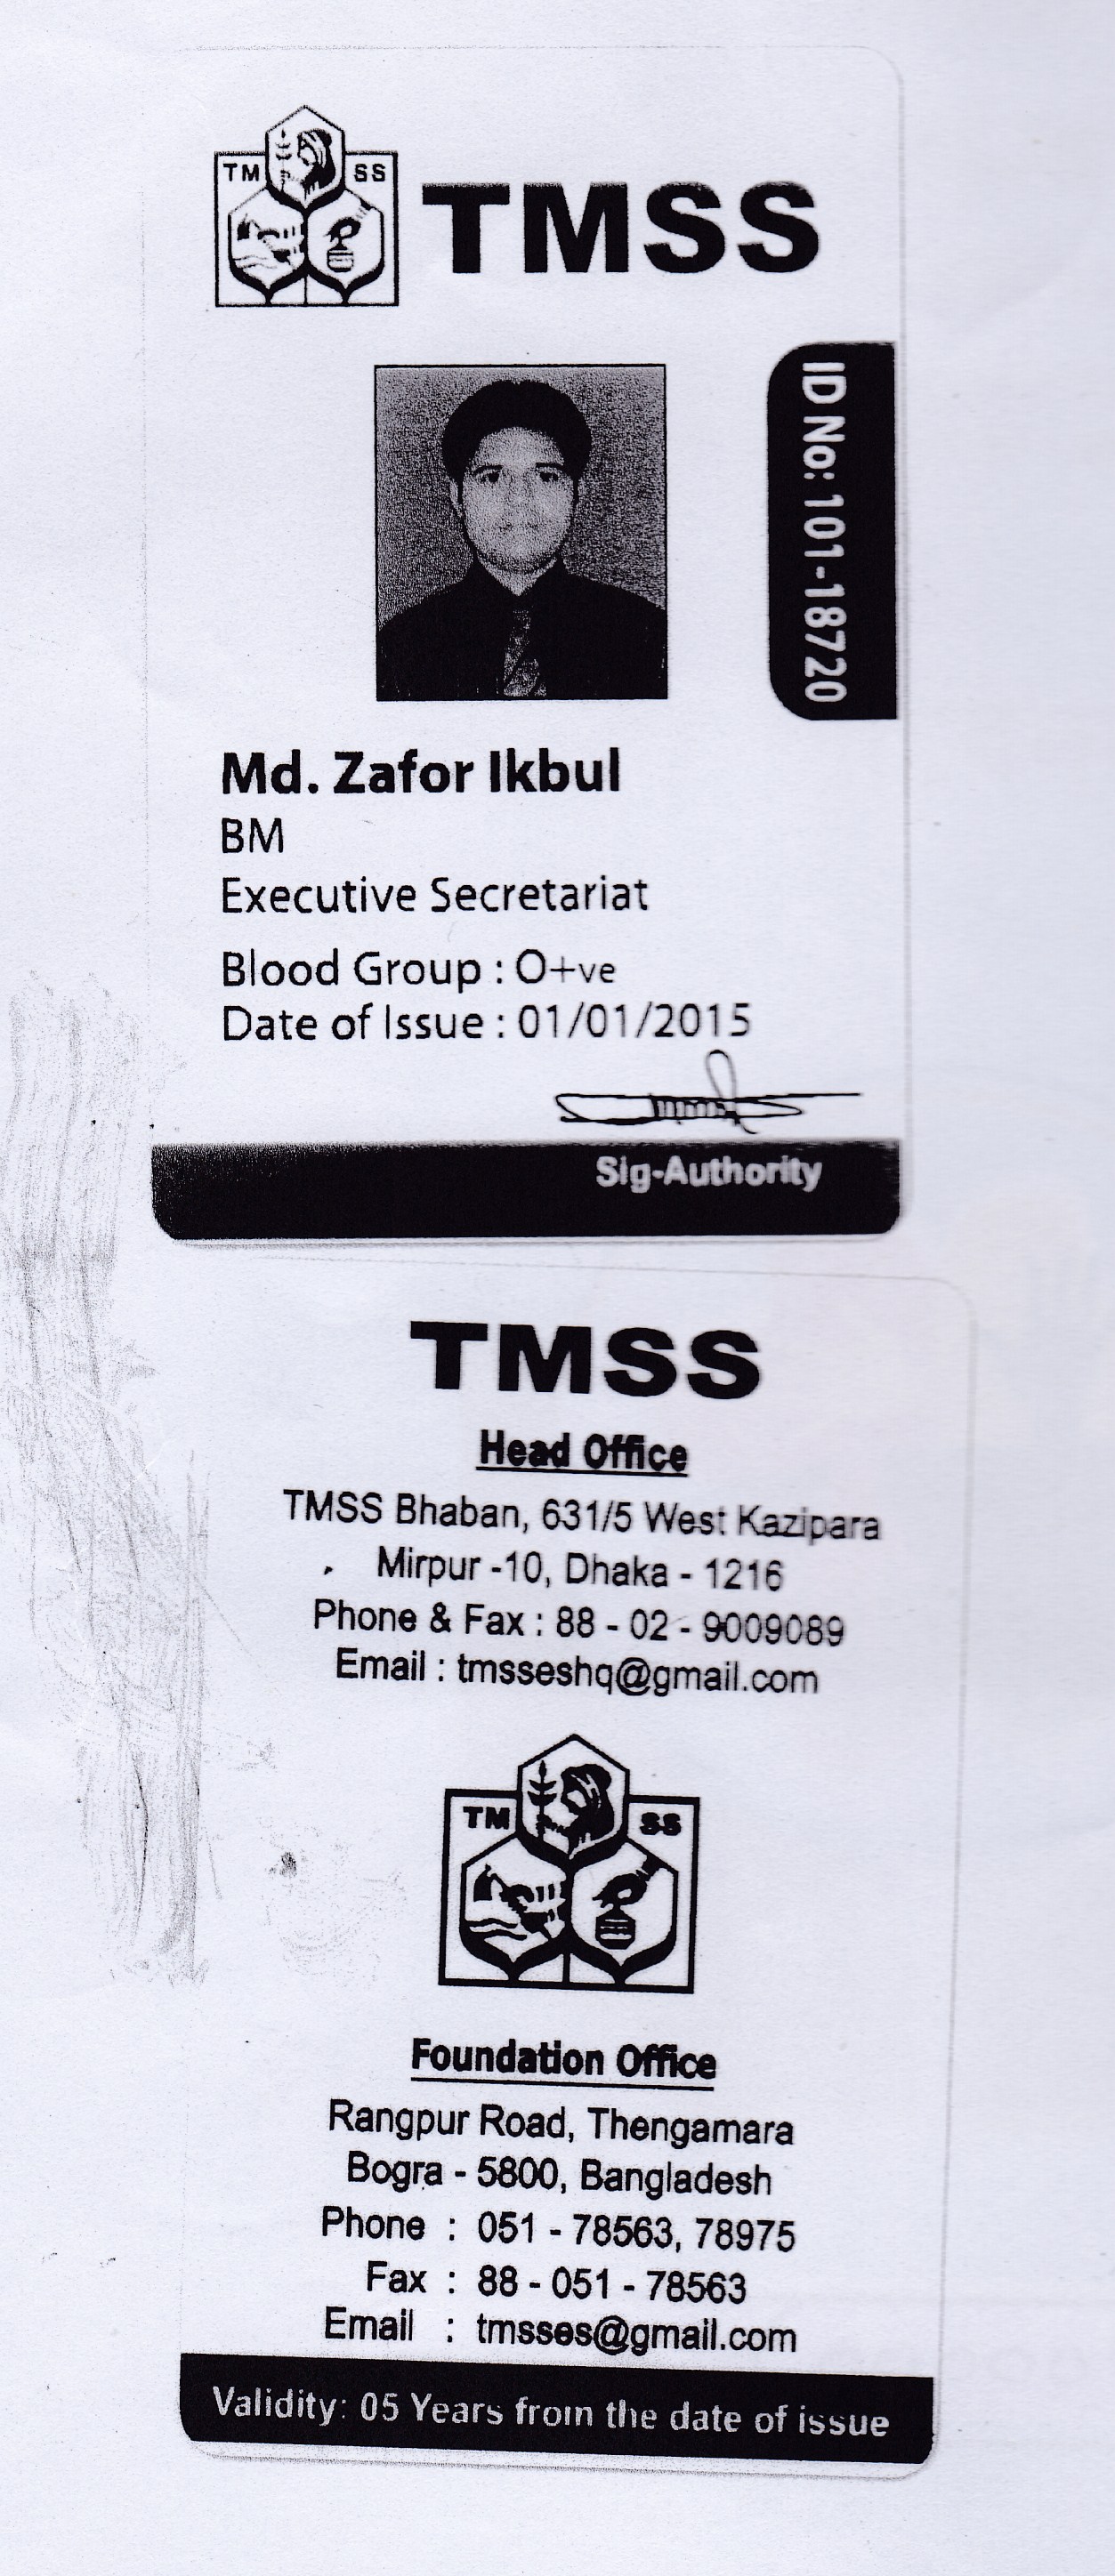 TM SS
TMSS
ID No: 101-18720
Md. Zafor Ikbul
BM
Executive Secretariat
Blood Group : O+ve
Date of Issue : 01/01/2015
Sig-Authority
TMSS
Head Office
TMSS Bhaban, 631/5 West Kazipara
Mirpur -10, Dhaka - 1216
Phone & Fax : 88 - 02 - 9009089
Email : tmsseshq@gmail.com
TM SS
Foundation Office
Rangpur Road, Thengamara
Bogra - 5800, Bangladesh
Phone : 051 - 78563, 78975
Fax : 88 - 051 - 78563
Email : tmsses@gmail.com
Validity: 05 Years from the date of issue